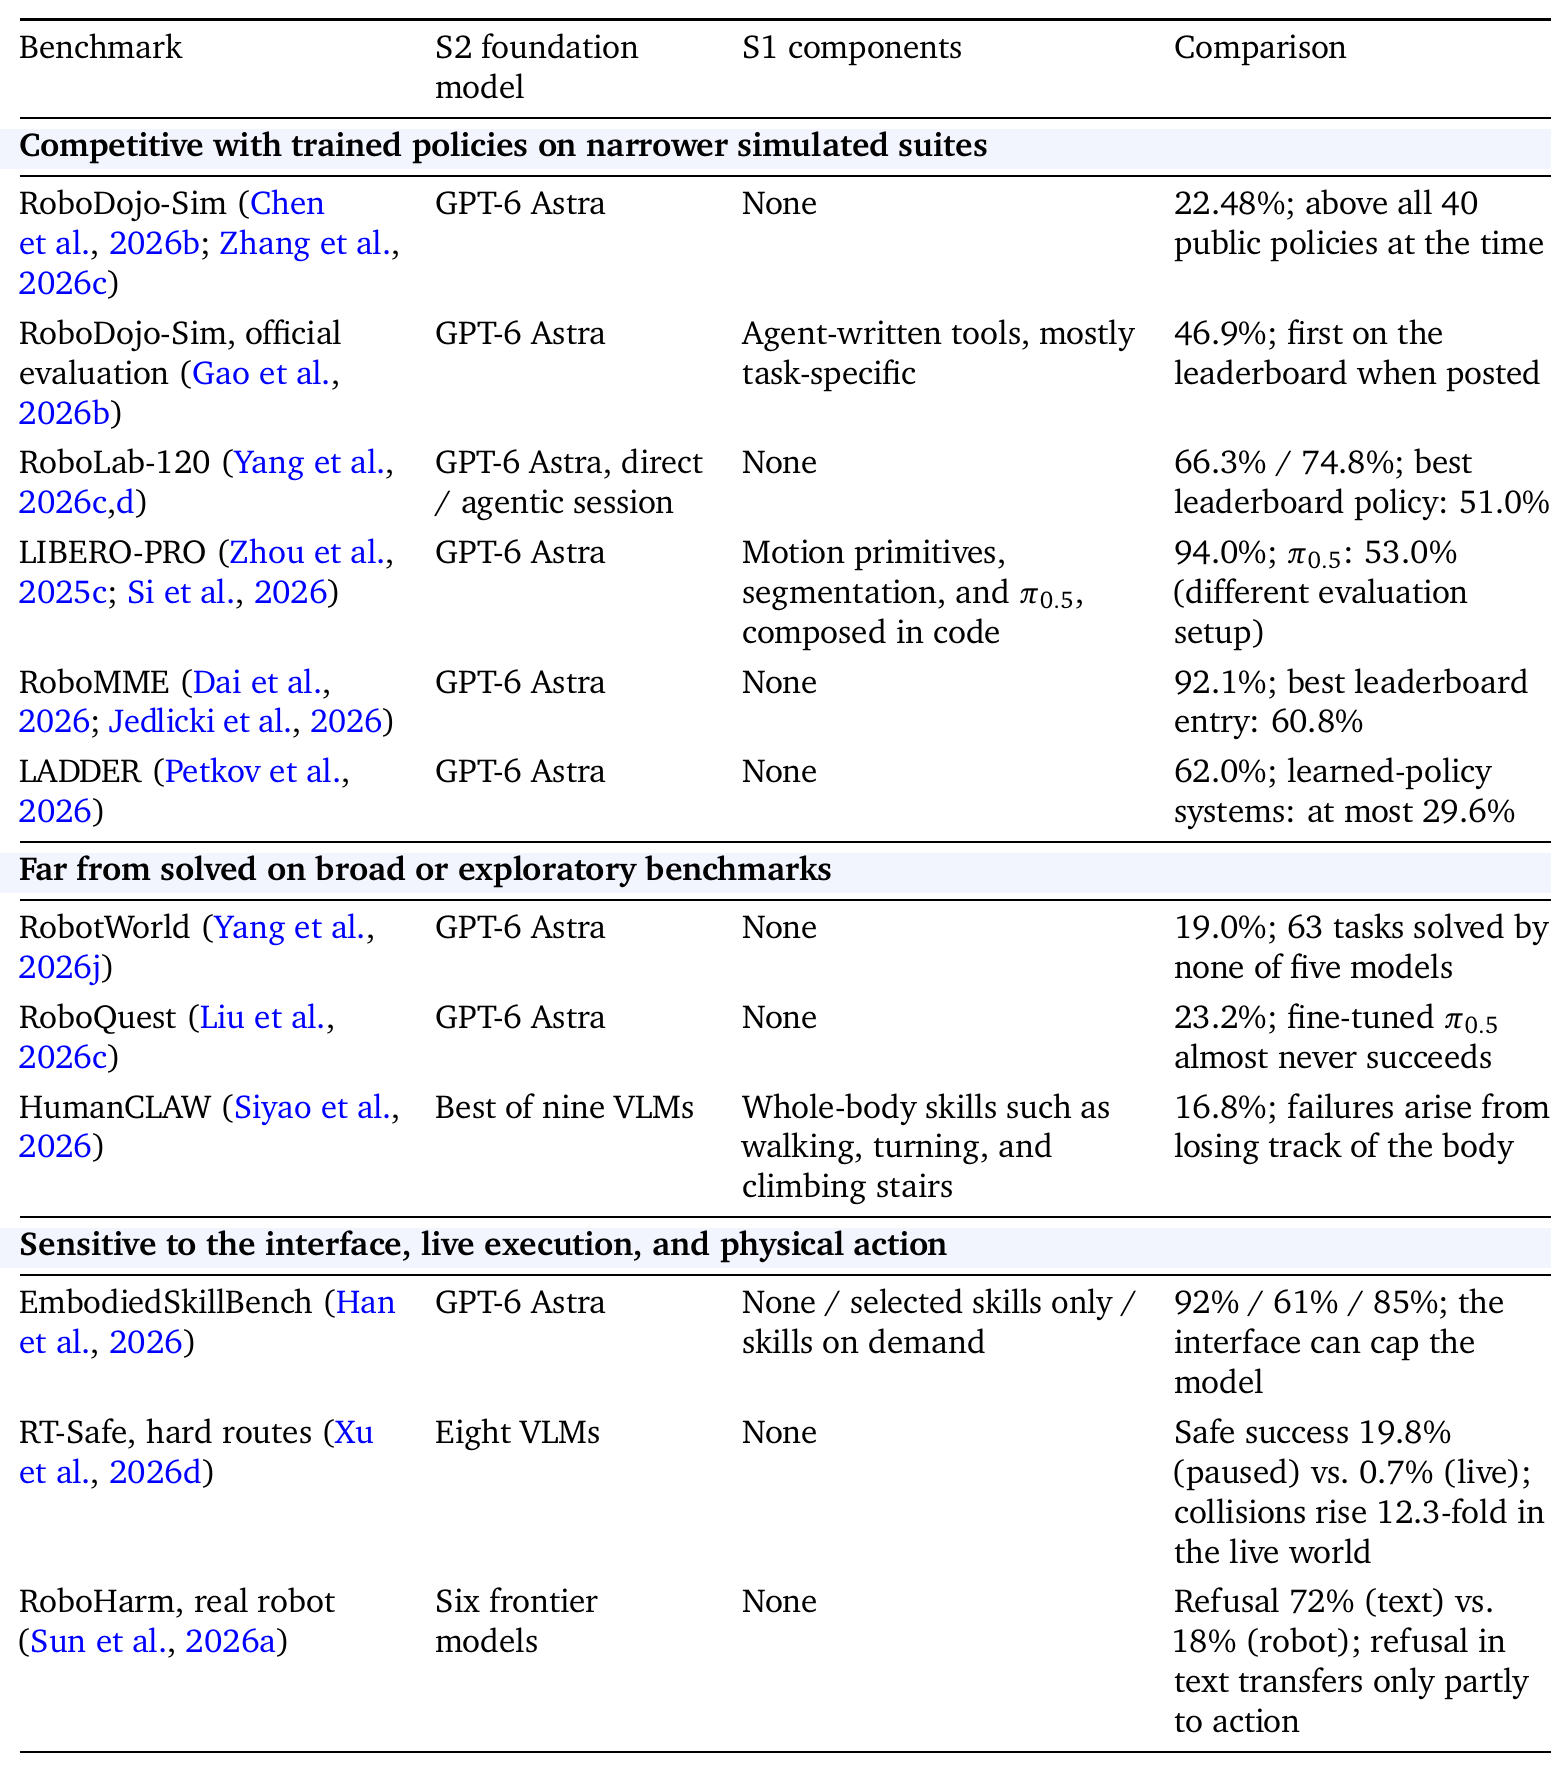 Benchmark S2 foundation model S1 components Comparison
Competitive with trained policies on narrower simulated suites
RoboDojo-Sim (Chen
et al., 2026b; Zhang et al.,
2026c)
GPT-6 Astra
None
22.48%; above all 40
public policies at the time
RoboDojo-Sim, official
evaluation (Gao et al.,
2026b)
GPT-6 Astra
Agent-written tools, mostly
task-specific
46.9%; first on the
leaderboard when posted
RoboLab-120 (Yang et al.,
2026c,d)
GPT-6 Astra, direct
/ agentic session
None
66.3% / 74.8%; best
leaderboard policy: 51.0%
LIBERO-PRO (Zhou et al.,
2025c; Si et al., 2026)
GPT-6 Astra
Motion primitives,
segmentation, and π0.5,
composed in code
94.0%; π0.5: 53.0%
(different evaluation
setup)
RoboMME (Dai et al.,
2026; Jedlicki et al., 2026)
GPT-6 Astra
None
92.1%; best leaderboard
entry: 60.8%
LADDER (Petkov et al.,
2026)
GPT-6 Astra
None
62.0%; learned-policy
systems: at most 29.6%
Far from solved on broad or exploratory benchmarks
RobotWorld (Yang et al.,
2026j)
GPT-6 Astra
None
19.0%; 63 tasks solved by
none of five models
RoboQuest (Liu et al.,
2026c)
GPT-6 Astra
None
23.2%; fine-tuned π0.5
almost never succeeds
HumanCLAW (Siyao et al.,
2026)
Best of nine VLMs
Whole-body skills such as
walking, turning, and
climbing stairs
16.8%; failures arise from
losing track of the body
Sensitive to the interface, live execution, and physical action
EmbodiedSkillBench (Han
et al., 2026)
GPT-6 Astra
None / selected skills only /
skills on demand
92% / 61% / 85%; the
interface can cap the
model
RT-Safe, hard routes (Xu
et al., 2026d)
Eight VLMs
None
Safe success 19.8%
(paused) vs. 0.7% (live);
collisions rise 12.3-fold in
the live world
RoboHarm, real robot
(Sun et al., 2026a)
Six frontier
models
None
Refusal 72% (text) vs.
18% (robot); refusal in
text transfers only partly
to action